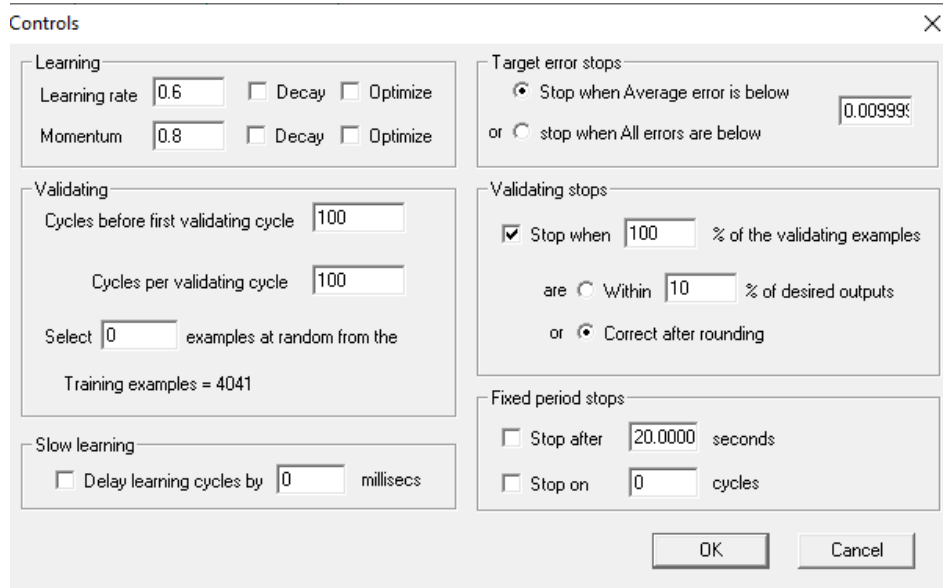 Controls
Learning
Learning rate 0.6 Decay Optimize
Momentum 0.8 Decay Optimize
Validating
Cycles before first validating cycle 100
Cycles per validating cycle 100
Select 0 examples at random from the
Training examples = 4041
Slow learning
Delay learning cycles by 0 millisecs
Target error stops
Stop when Average error is below
0.009999
or stop when All errors are below
Validating stops
Stop when 100 % of the validating examples
are Within 10 % of desired outputs
or Correct after rounding
Fixed period stops
Stop after 20.0000 seconds
Stop on 0 cycles
OK Cancel